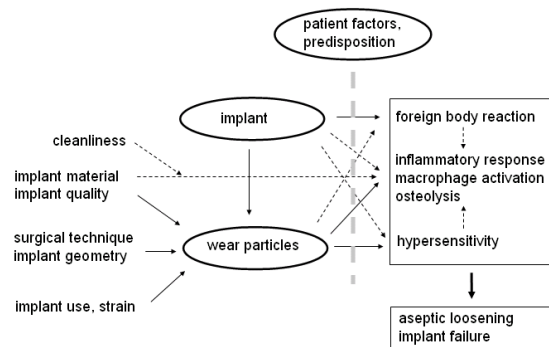 patient factors,
predisposition
implant
foreign body reaction
cleanliness
inflammatory response
macrophage activation
osteolysis
implant material
implant quality
surgical technique
implant geometry
wear particles
hypersensitivity
implant use, strain
aseptic loosening
implant failure